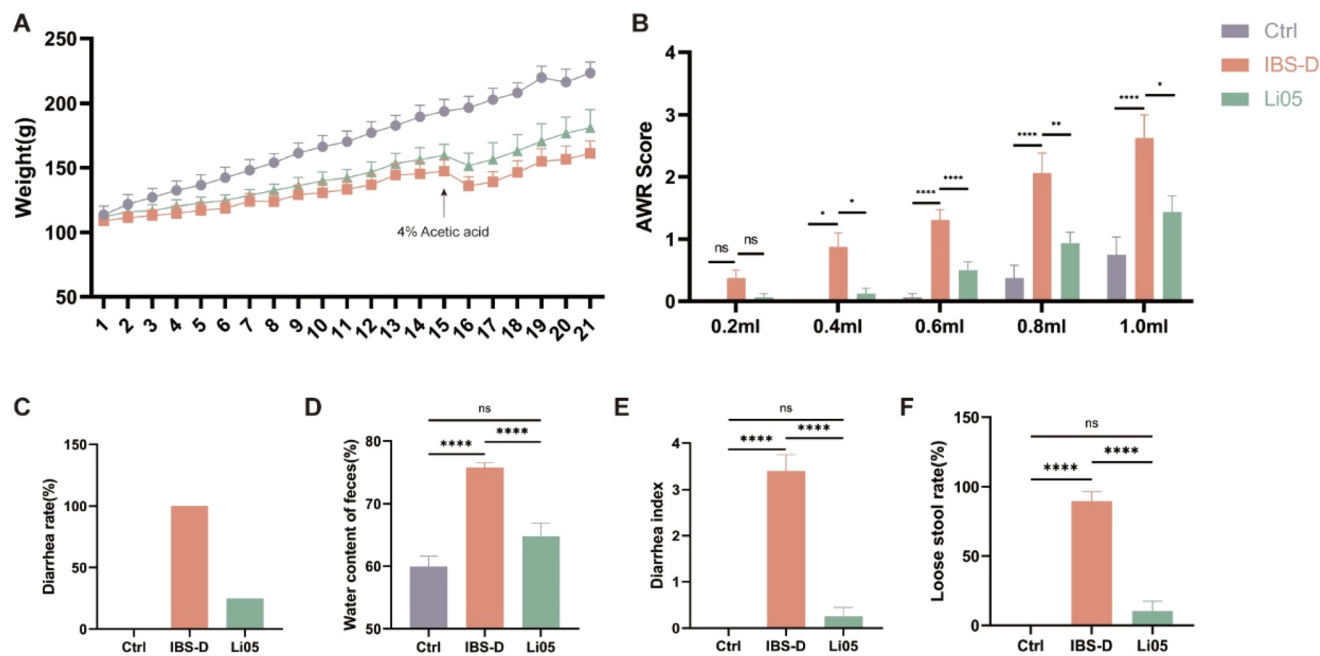 A
B
Ctrl
IBS-D
Li05
Weight(g)
250
200
150
100
50
4% Acetic acid
1 2 3 4 5 6 7 8 9 10 11 12 13 14 15 16 17 18 19 20 21
AWR Score
4
3
2
1
0
ns ns
* *
**** ****
**** **
**** *
0.2ml 0.4ml 0.6ml 0.8ml 1.0ml
C
Diarrhea rate(%)
150
100
50
0
Ctrl IBS-D Li05
D
Water content of feces(%)
80
70
60
50
ns
**** ****
Ctrl IBS-D Li05
E
Diarrhea index
4
3
2
1
0
ns
**** ****
Ctrl IBS-D Li05
F
Loose stool rate(%)
150
100
50
0
ns
**** ****
Ctrl IBS-D Li05